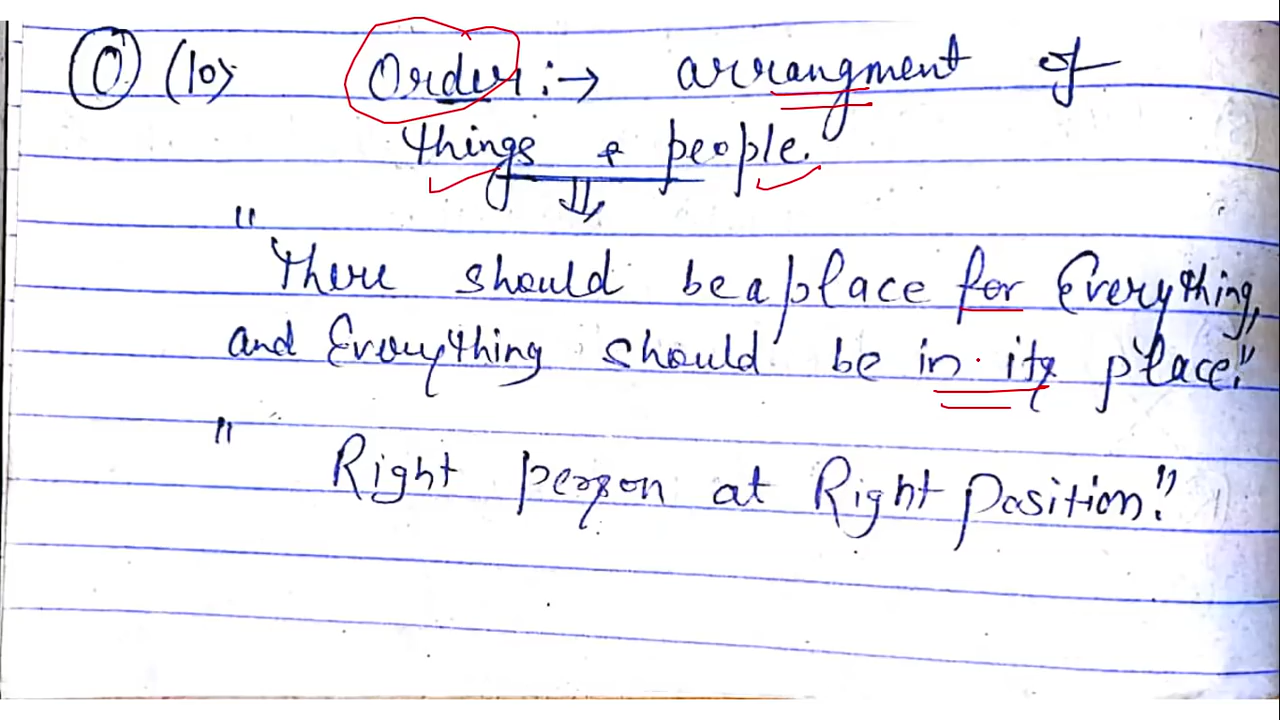 O (10) Order :→ arrangment of
things & people.
"There should be a place for Everything,
and Everything should be in its place."
"Right person at Right Position."